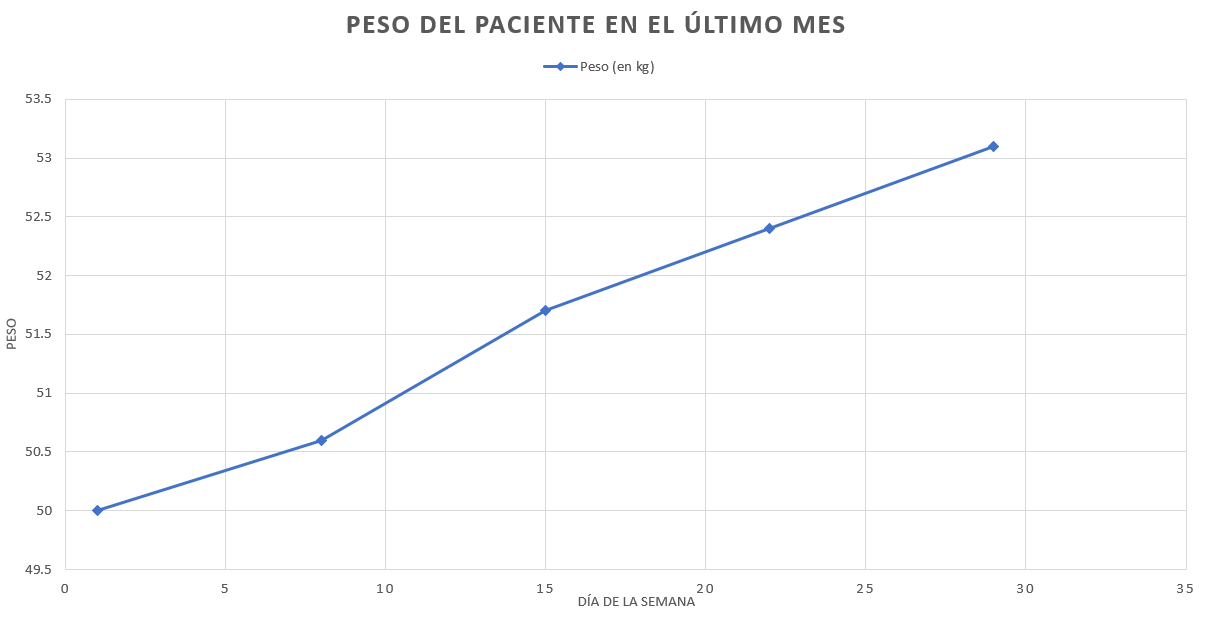 PESO DEL PACIENTE EN EL ÚLTIMO MES
Peso (en kg)
53.5
53
52.5
52
51.5
51
50.5
50
49.5
PESO
0 5 10 15 20 25 30 35
DÍA DE LA SEMANA